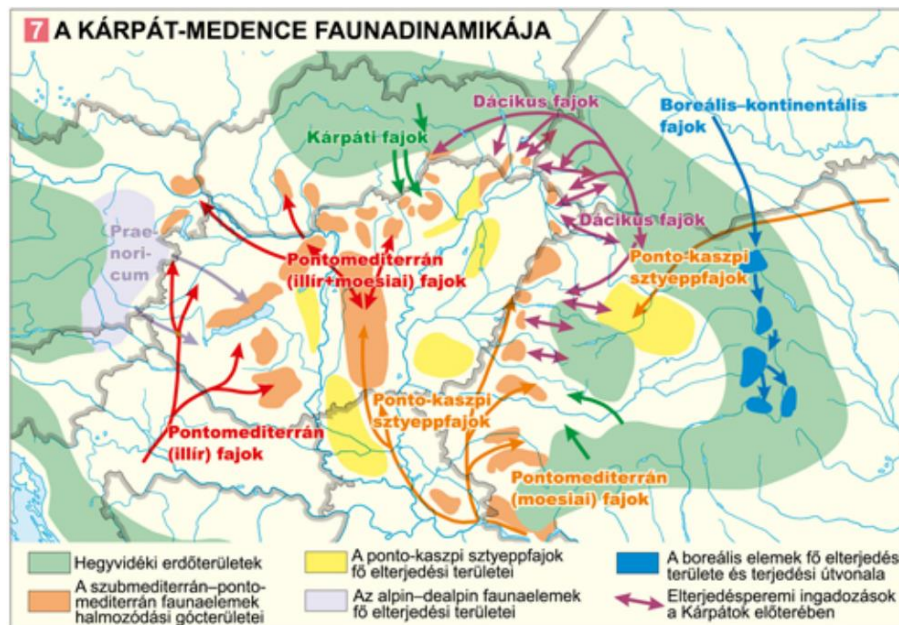 7 A KÁRPÁT-MEDENCE FAUNADINAMIKÁJA
Dácikus fajok
Boreális–kontinentális
fajok
Kárpáti fajok
Dácikus fajok
Prae-
nori-
cum
Pontomediterrán
(illír+moesiai) fajok
Ponto-kaszpi
sztyeppfajok
Ponto-kaszpi
sztyeppfajok
Pontomediterrán
(illír) fajok
Pontomediterrán
(moesiai) fajok
Hegyvidéki erdőterületek
A szubmediterrán–ponto-
mediterrán faunaelemek
halmozódási gócterületei
A ponto-kaszpi sztyeppfajok
fő elterjedési területei
Az alpin–dealpin faunaelemek
fő elterjedési területei
A boreális elemek fő elterjedés
területe és terjedési útvonala
Elterjedésperemi ingadozások
a Kárpátok előterében